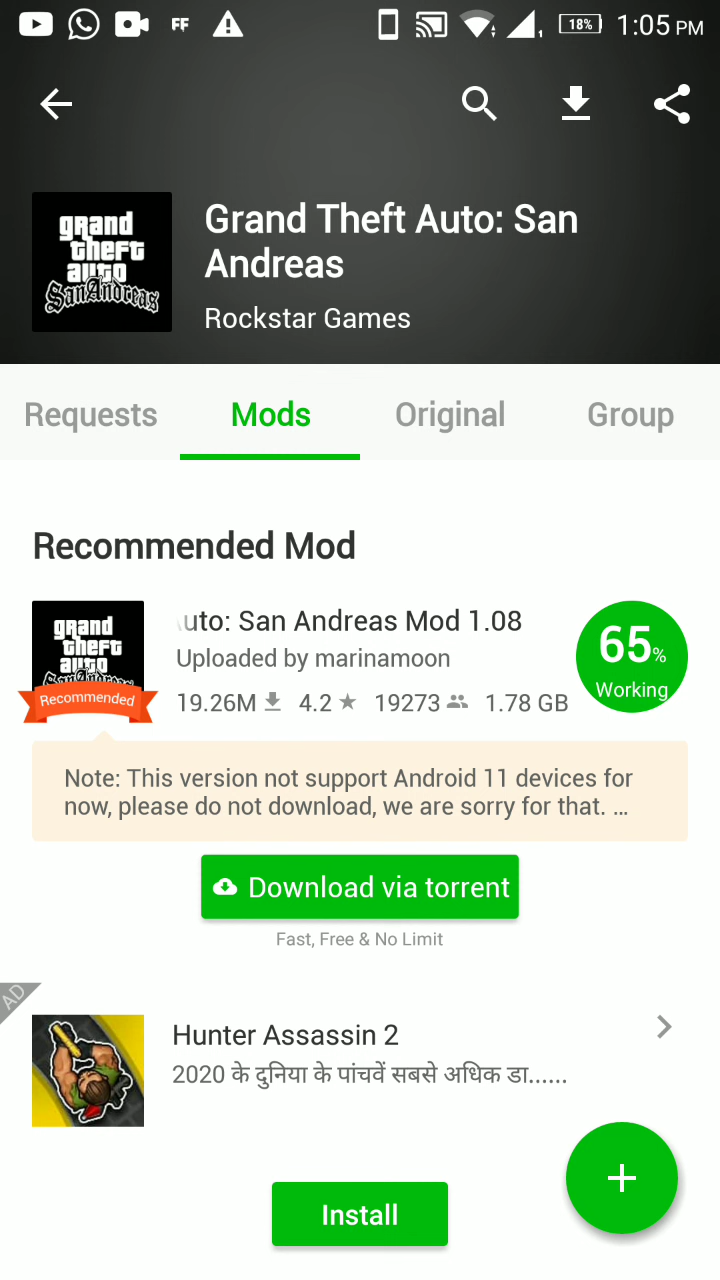 FF
18%
1:05 PM
grand
theft
auto
San Andreas
Grand Theft Auto: San
Andreas
Rockstar Games
Requests
Mods
Original
Group
Recommended Mod
grand
theft
auto
San Andreas
Recommended
uto: San Andreas Mod 1.08
Uploaded by marinamoon
19.26M 4.2 ★ 19273 1.78 GB
65%
Working
Note: This version not support Android 11 devices for
now, please do not download, we are sorry for that. ...
Download via torrent
Fast, Free & No Limit
AD
Hunter Assassin 2
2020 के दुनिया के पांचवें सबसे अधिक डा......
Install